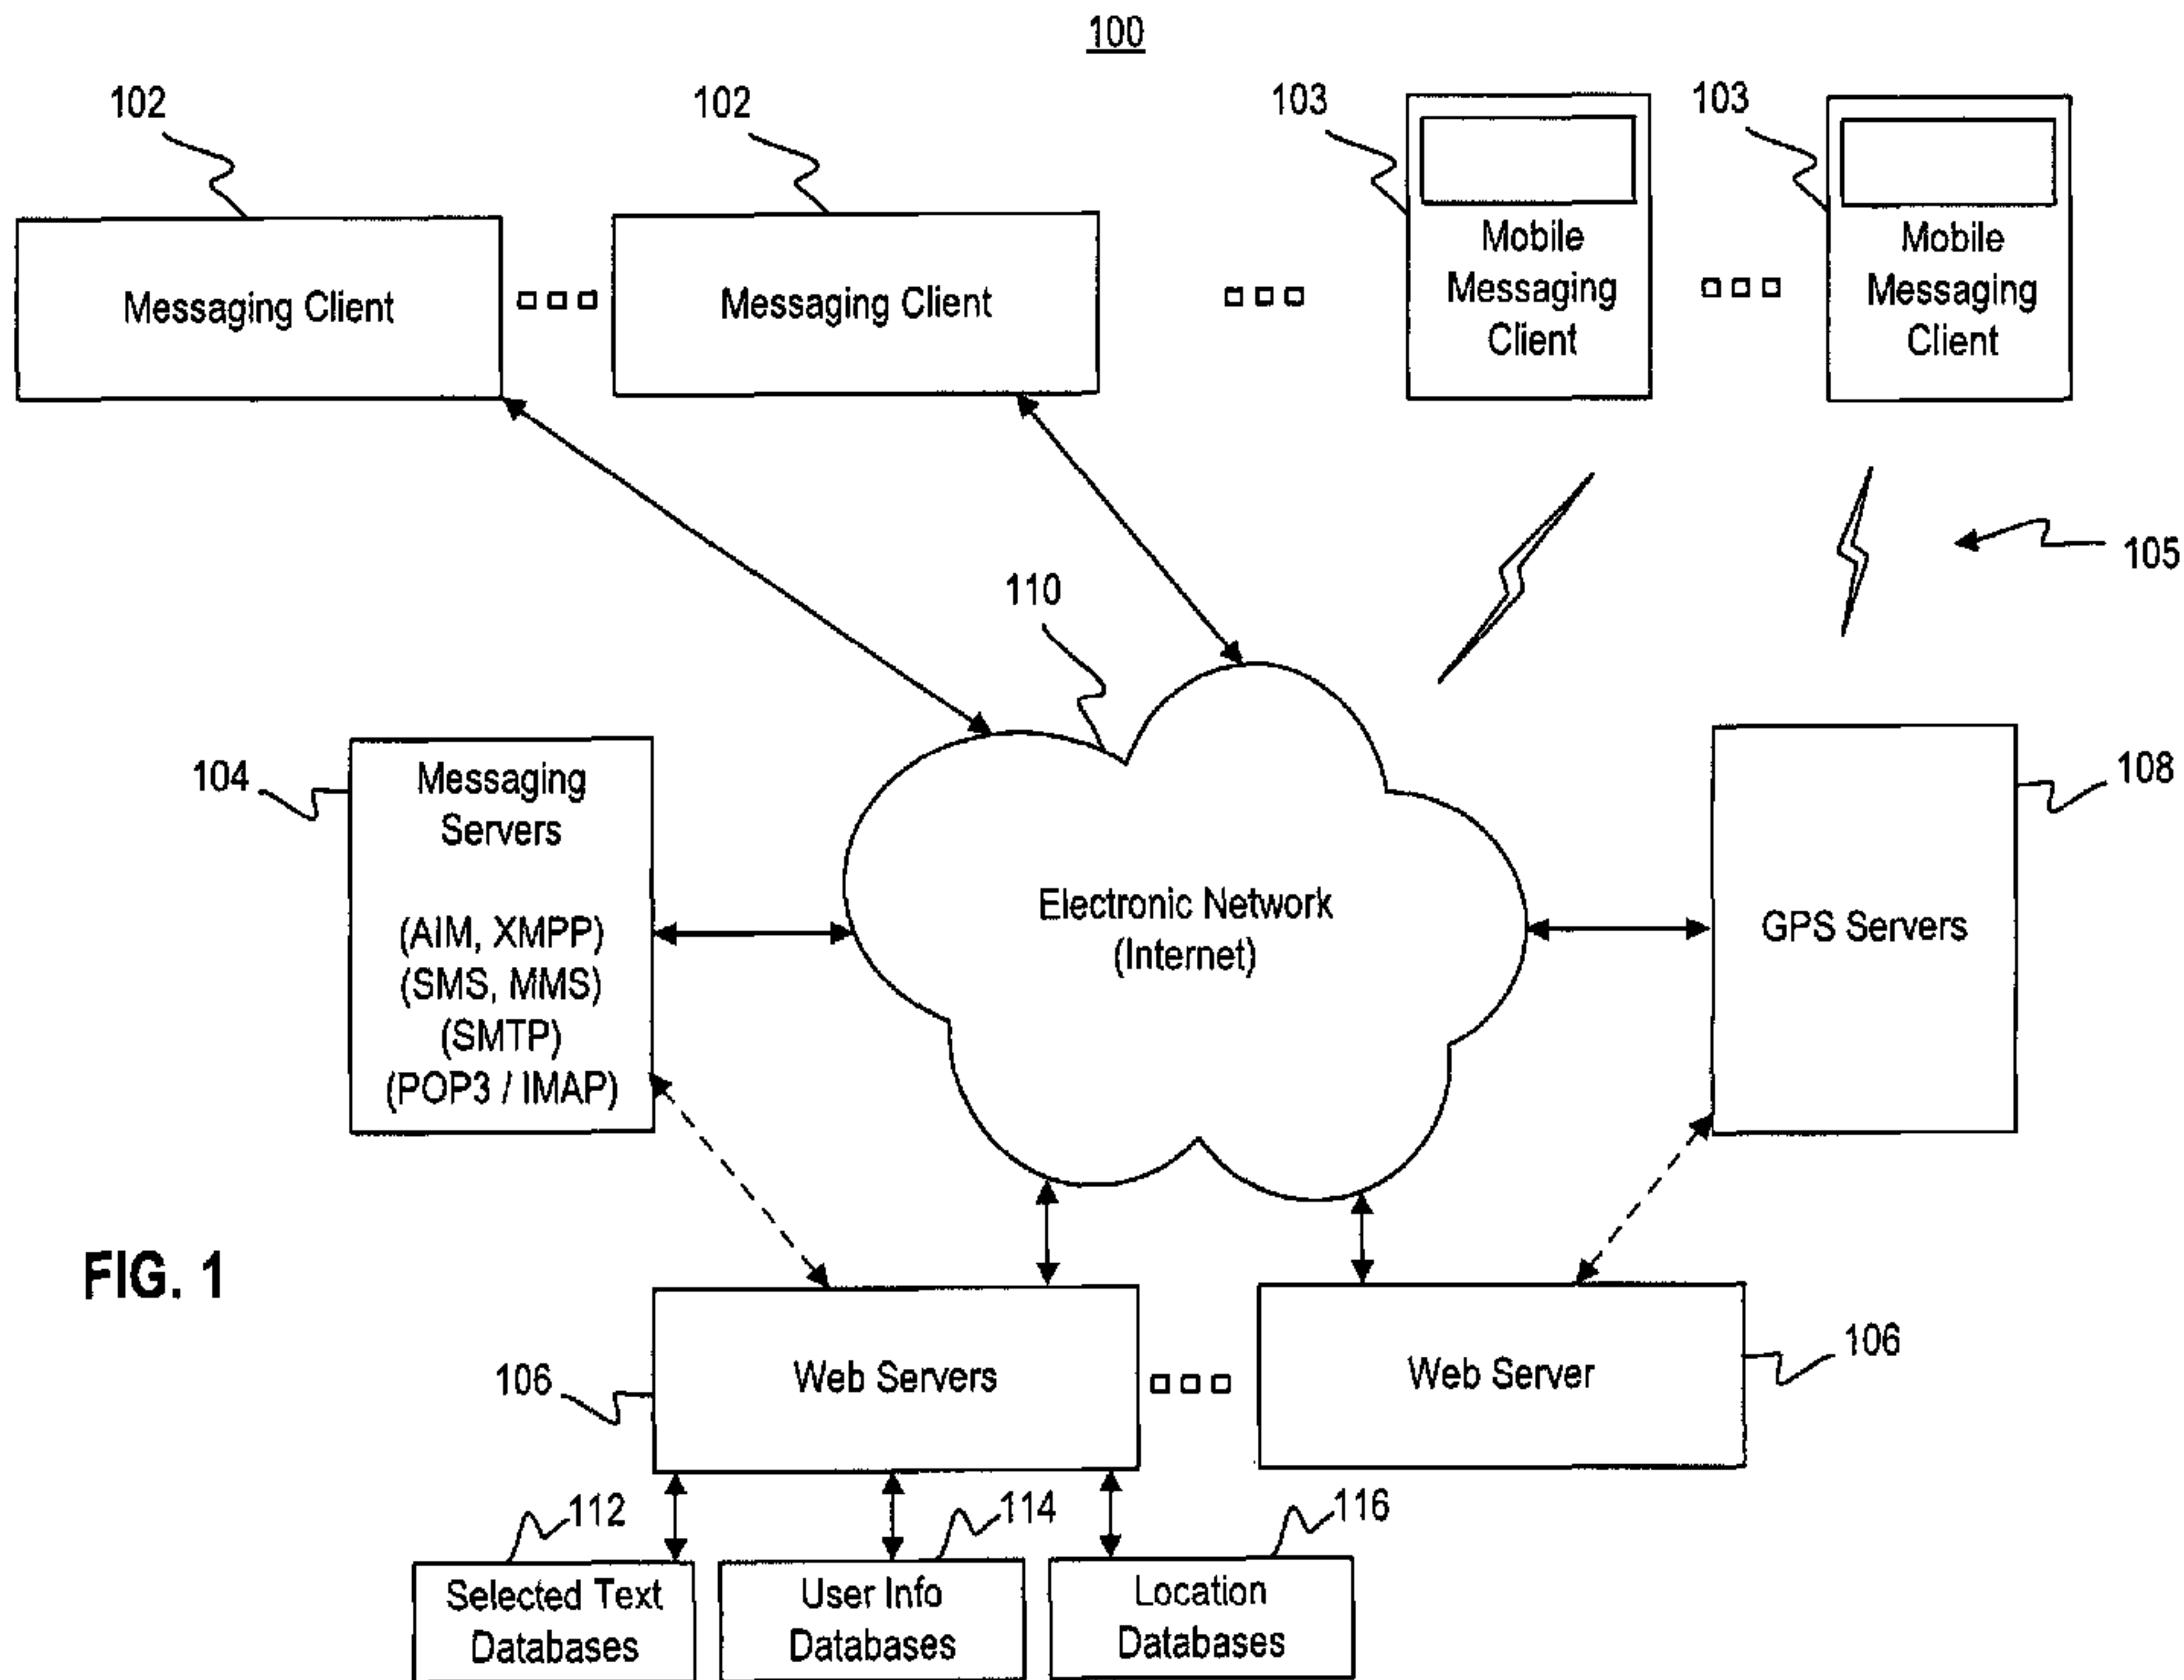 100
102
102
103
103
Messaging Client
Messaging Client
Mobile
Messaging
Client
Mobile
Messaging
Client
105
110
104
Messaging
Servers
(AIM, XMPP)
(SMS, MMS)
(SMTP)
(POP3 / IMAP)
Electronic Network
(Internet)
108
GPS Servers
FIG. 1
106
Web Servers
Web Server
106
112
114
116
Selected Text
Databases
User Info
Databases
Location
Databases